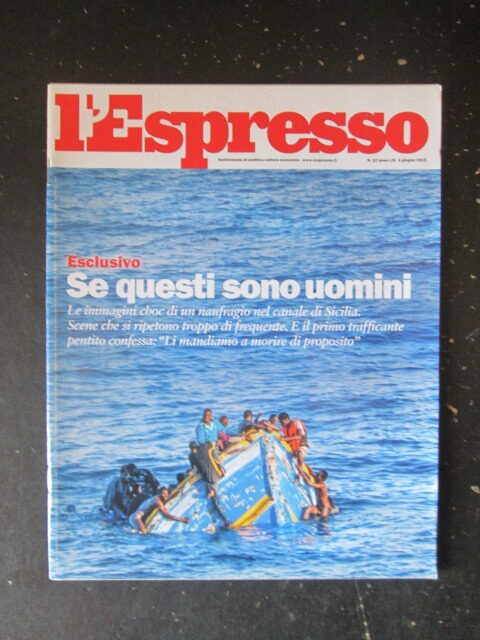 l'Espresso
Settimanale di politica cultura economia - www.lespresso.it N. 22 anno LXI 4 giugno 2015
Esclusivo
Se questi sono uomini
Le immagini choc di un naufragio nel canale di Sicilia.
Scene che si ripetono troppo di frequente. E il primo trafficante
pentito confessa: “Li mandiamo a morire di proposito”